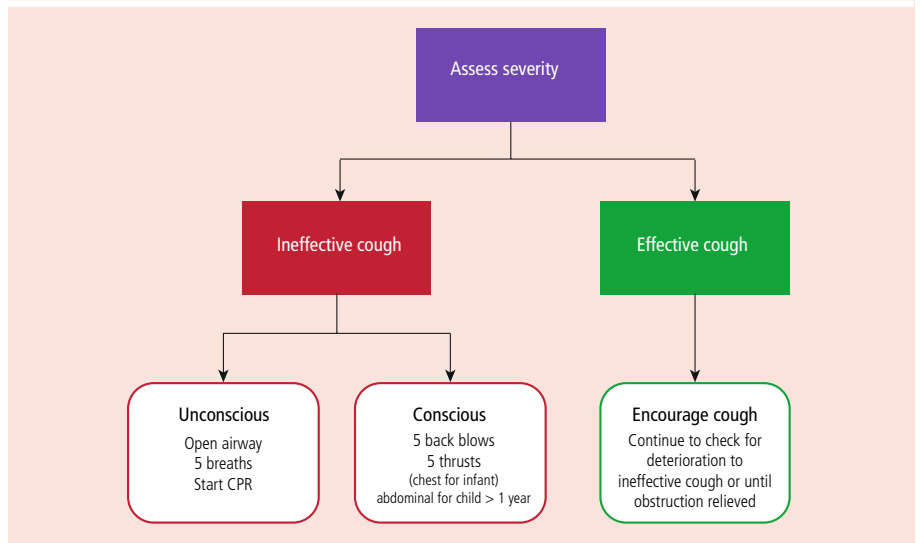 Assess severity
Ineffective cough
Effective cough
Unconscious
Open airway
5 breaths
Start CPR
Conscious
5 back blows
5 thrusts
(chest for infant)
abdominal for child > 1 year
Encourage cough
Continue to check for
deterioration to
ineffective cough or until
obstruction relieved